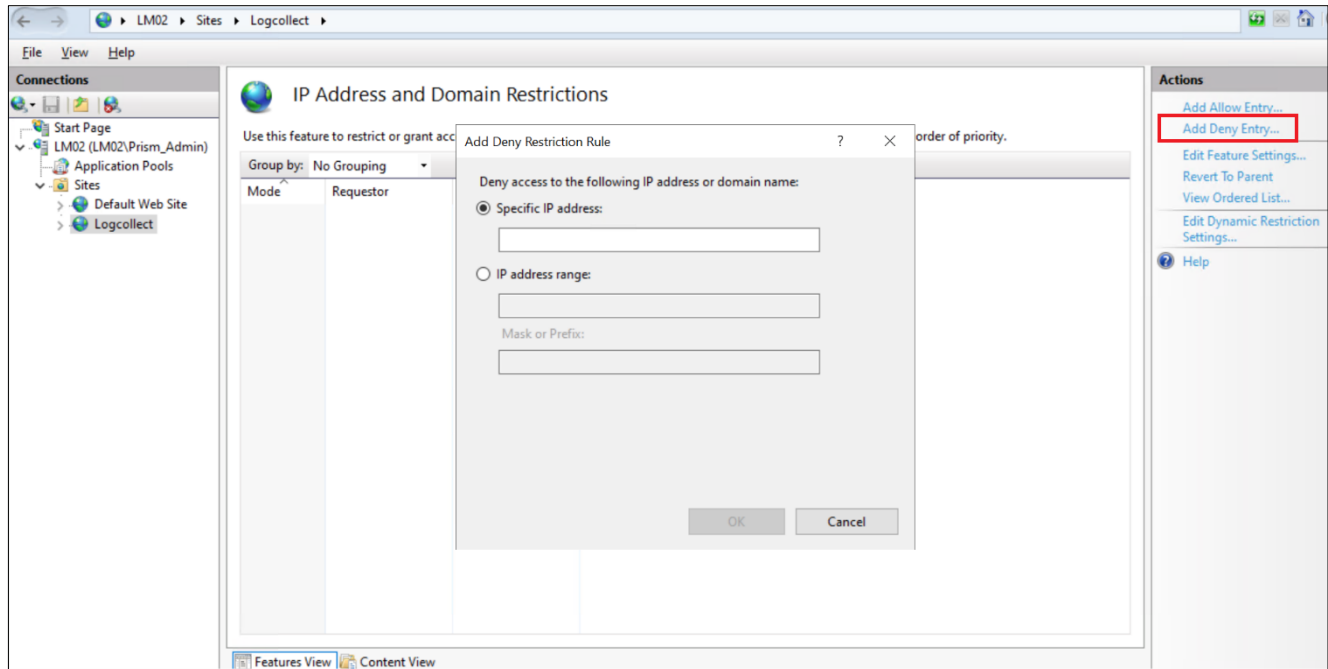 LM02 Sites Logcollect
File View Help
Connections
Start Page
LM02 (LM02\Prism_Admin)
Application Pools
Sites
Default Web Site
Logcollect
IP Address and Domain Restrictions
Use this feature to restrict or grant acc order of priority.
Group by: No Grouping
Mode Requestor
Add Deny Restriction Rule ?
Deny access to the following IP address or domain name:
Specific IP address:
IP address range:
Mask or Prefix:
OK Cancel
Features View Content View
Actions
Add Allow Entry...
Add Deny Entry...
Edit Feature Settings...
Revert To Parent
View Ordered List...
Edit Dynamic Restriction
Settings...
Help